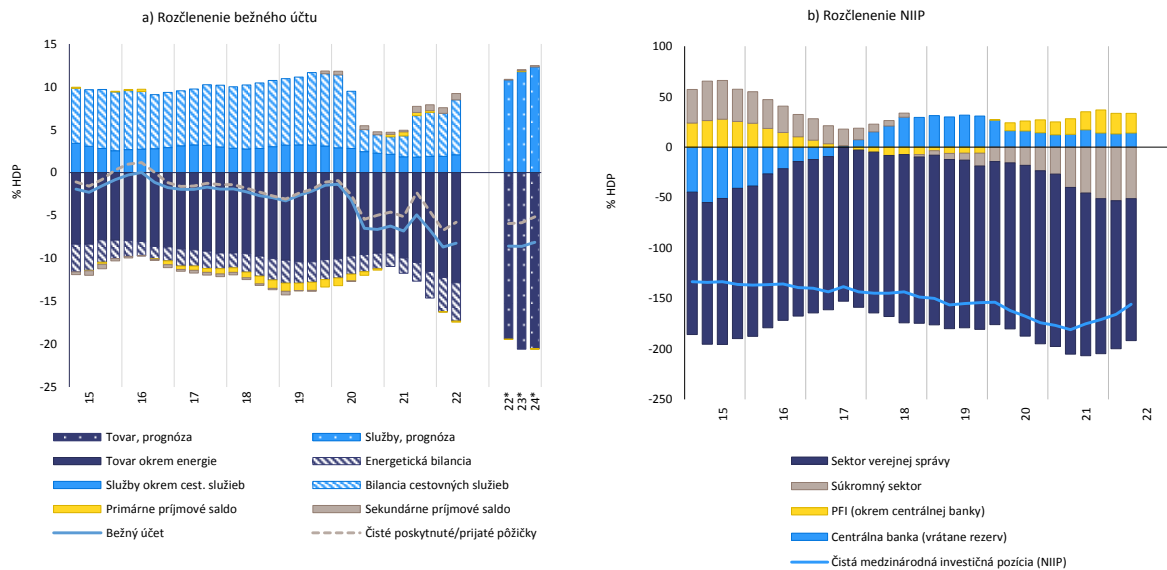 a) Rozčlenenie bežného účtu
% HDP
15
10
5
0
-5
-10
-15
-20
-25
15
16
17
18
19
20
21
22
22*
23*
24*
Tovar, prognóza
Služby, prognóza
Tovar okrem energie
Energetická bilancia
Služby okrem cest. služieb
Bilancia cestovných služieb
Primárne príjmové saldo
Sekundárne príjmové saldo
Bežný účet
Čisté poskytnuté/prijaté pôžičky
b) Rozčlenenie NIIP
% HDP
100
50
0
-50
-100
-150
-200
-250
15
16
17
18
19
20
21
22
Sektor verejnej správy
Súkromný sektor
PFI (okrem centrálnej banky)
Centrálna banka (vrátane rezerv)
Čistá medzinárodná investičná pozícia (NIIP)